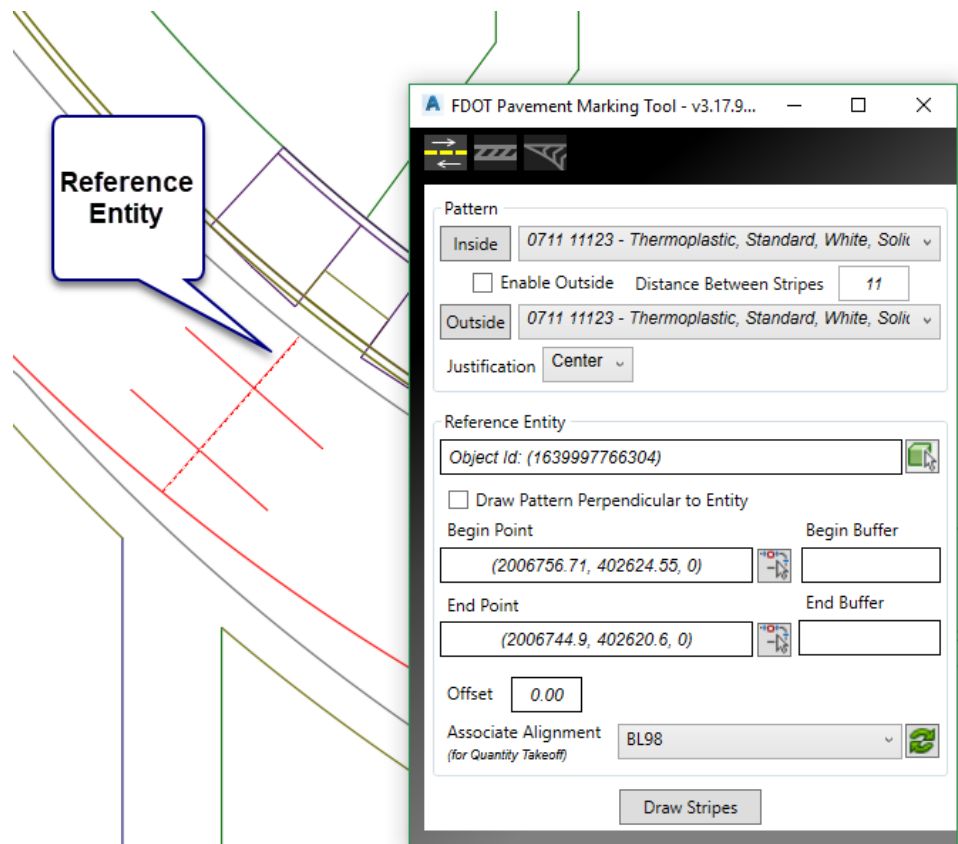 Reference
Entity
FDOT Pavement Marking Tool - v3.17.9...
Pattern
Inside
0711 11123 - Thermoplastic, Standard, White, Solid
Enable Outside
Distance Between Stripes
11
Outside
0711 11123 - Thermoplastic, Standard, White, Solid
Justification
Center
Reference Entity
Object Id: (1639997766304)
Draw Pattern Perpendicular to Entity
Begin Point
Begin Buffer
(2006756.71, 402624.55, 0)
End Point
End Buffer
(2006744.9, 402620.6, 0)
Offset
0.00
Associate Alignment
(for Quantity Takeoff)
BL98
Draw Stripes